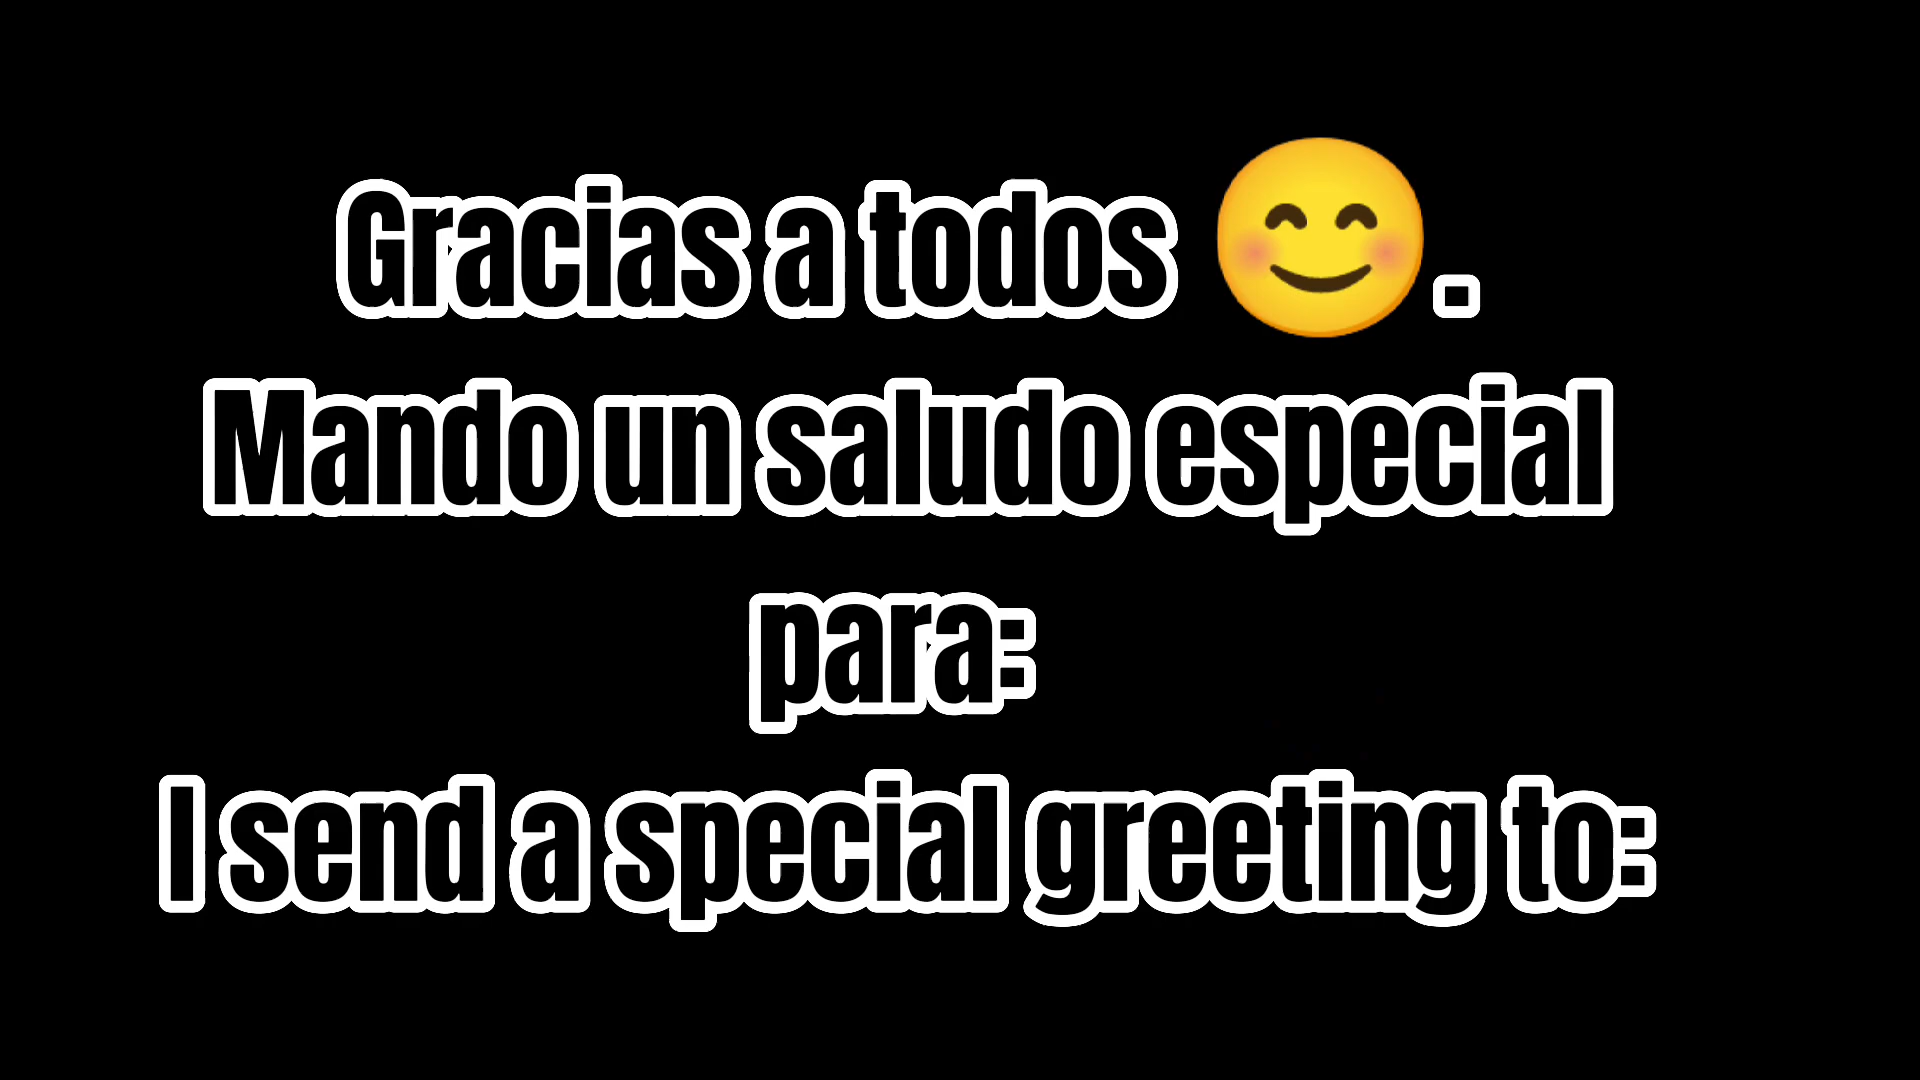 Gracias a todos 😊.
Mando un saludo especial
para:
I send a special greeting to: